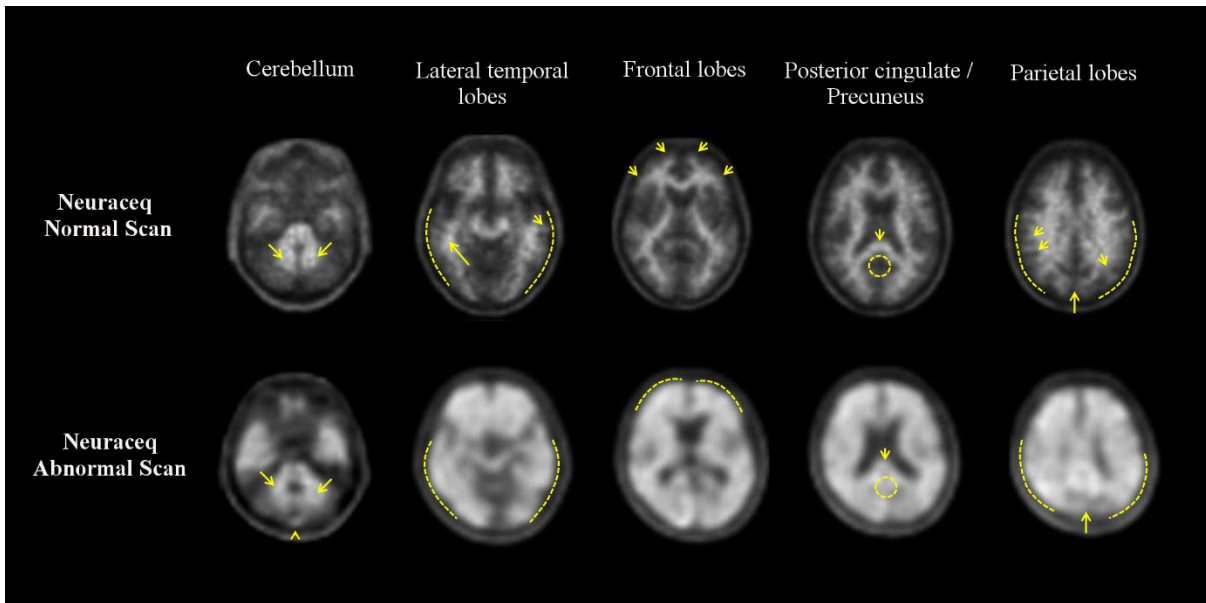 Cerebellum
Lateral temporal
lobes
Frontal lobes
Posterior cingulate /
Precuneus
Parietal lobes
Neuraceq
Normal Scan
Neuraceq
Abnormal Scan